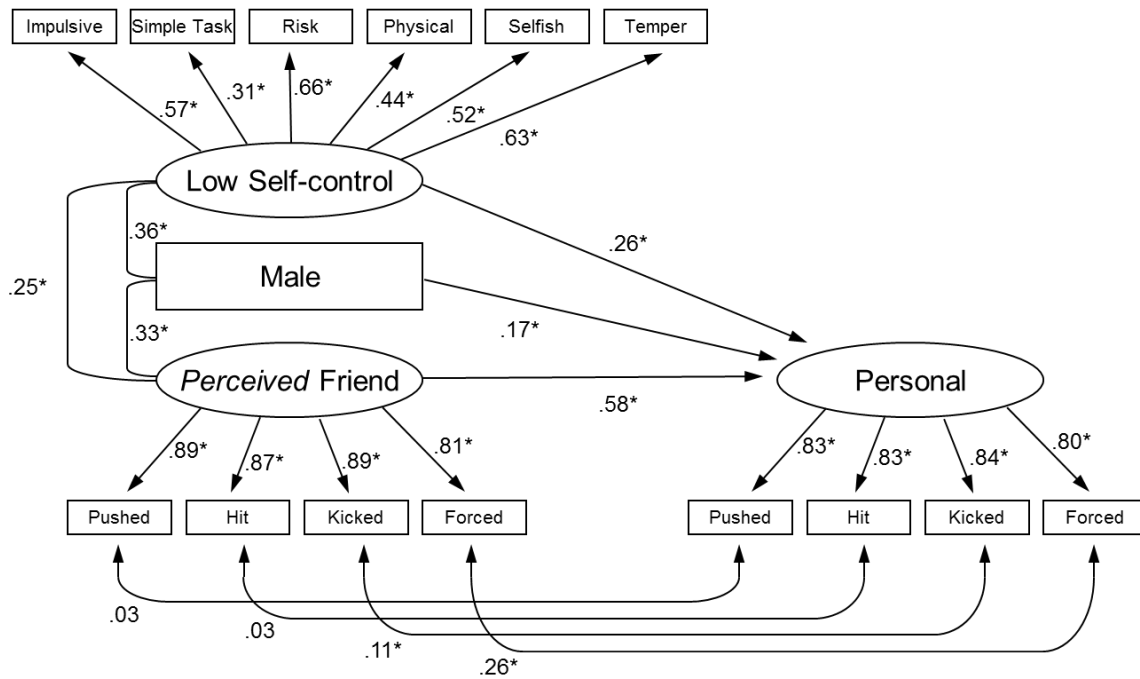 Impulsive
Simple Task
Risk
Physical
Selfish
Temper
.57*
.31*
.66*
.44*
.52*
.63*
Low Self-control
.36*
.26*
.25*
Male
.33*
.17*
Perceived Friend
.58*
Personal
.89*
.87*
.89*
.81*
.83*
.83*
.84*
.80*
Pushed
Hit
Kicked
Forced
Pushed
Hit
Kicked
Forced
.03
.03
.11*
.26*